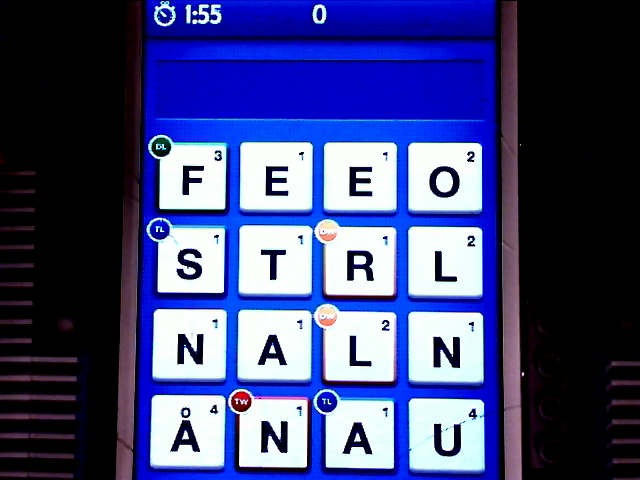 1:55 0
DL 3 1 1 2
F E E O
TL 1 1 DW 1 2
S T R L
1 1 DW 2 1
N A L N
4 TW 1 TL 1 4
Å N A U